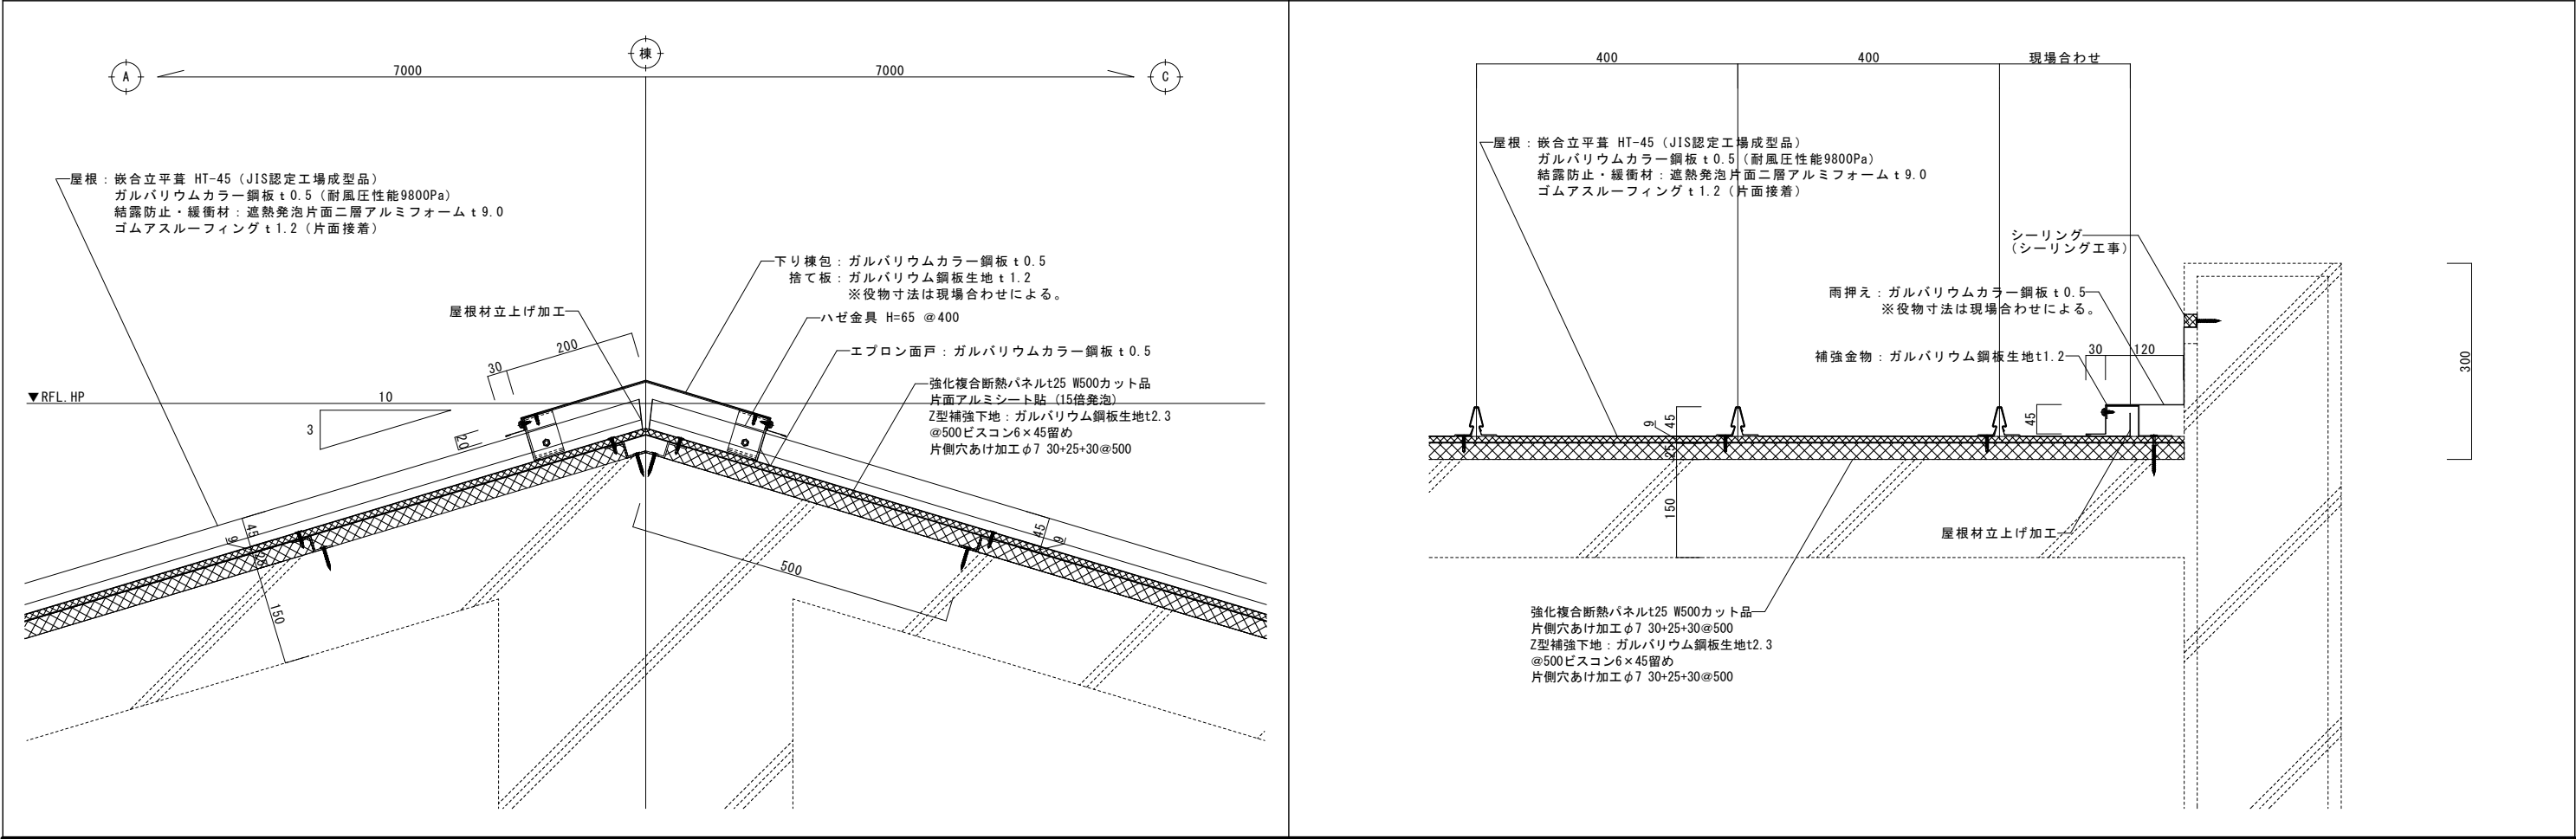 棟
A
7000
7000
C
屋根：嵌合立平葺 HT-45（JIS認定工場成型品）
ガルバリウムカラー鋼板ｔ0.5（耐風圧性能9800Pa）
結露防止・緩衝材：遮熱発泡片面二層アルミフォームｔ9.0
ゴムアスルーフィングｔ1.2（片面接着）
下り棟包：ガルバリウムカラー鋼板ｔ0.5
捨て板：ガルバリウム鋼板生地ｔ1.2
※役物寸法は現場合わせによる。
屋根材立上げ加工
ハゼ金具 H=65 @400
エプロン面戸：ガルバリウムカラー鋼板ｔ0.5
強化複合断熱パネルt25 W500カット品
片面アルミシート貼（15倍発泡）
Z型補強下地：ガルバリウム鋼板生地t2.3
@500ビスコン6×45留め
片側穴あけ加工φ7 30+25+30@500
30
200
▼RFL.HP
10
3
20
45
9
25
150
500
45
9
400
400
現場合わせ
屋根：嵌合立平葺 HT-45（JIS認定工場成型品）
ガルバリウムカラー鋼板ｔ0.5（耐風圧性能9800Pa）
結露防止・緩衝材：遮熱発泡片面二層アルミフォームｔ9.0
ゴムアスルーフィングｔ1.2（片面接着）
シーリング
（シーリング工事）
雨押え：ガルバリウムカラー鋼板ｔ0.5
※役物寸法は現場合わせによる。
補強金物：ガルバリウム鋼板生地t1.2
30
120
300
45
45
9
25
150
屋根材立上げ加工
強化複合断熱パネルt25 W500カット品
片側穴あけ加工φ7 30+25+30@500
Z型補強下地：ガルバリウム鋼板生地t2.3
@500ビスコン6×45留め
片側穴あけ加工φ7 30+25+30@500